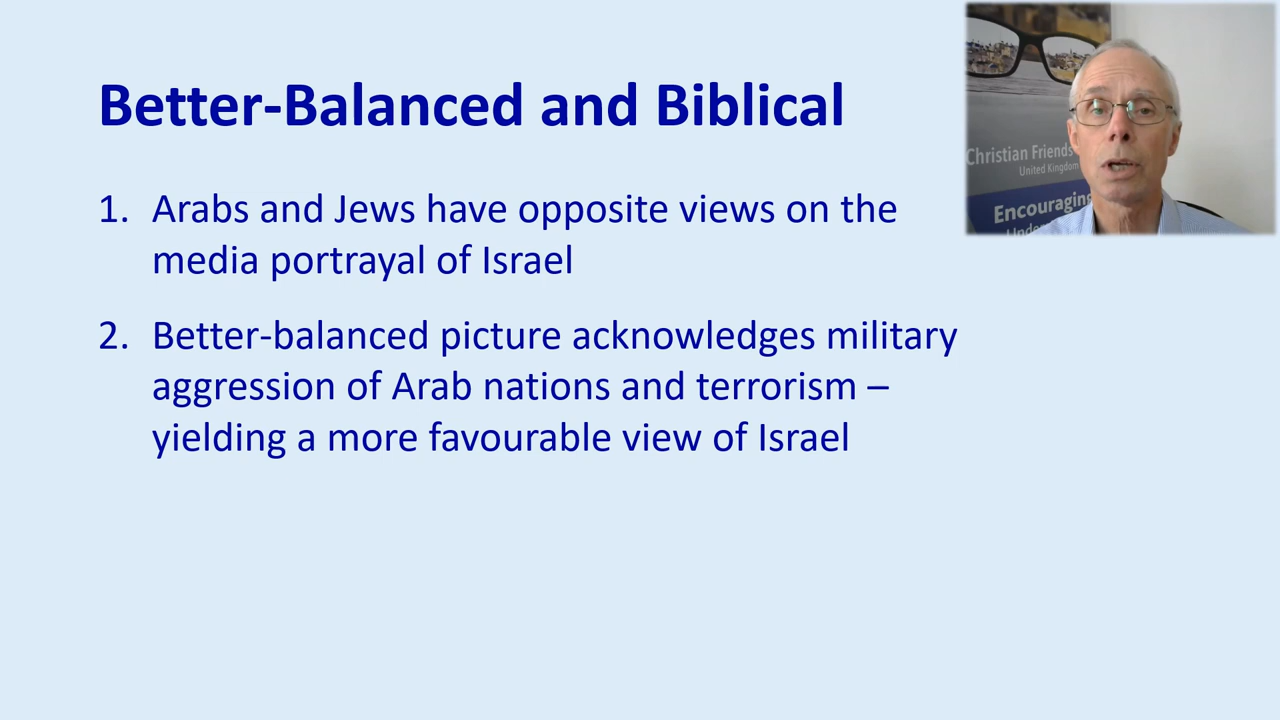 Better-Balanced and Biblical
1. Arabs and Jews have opposite views on the
media portrayal of Israel
2. Better-balanced picture acknowledges military
aggression of Arab nations and terrorism –
yielding a more favourable view of Israel
Christian Friends
United Kingdom
Encouraging